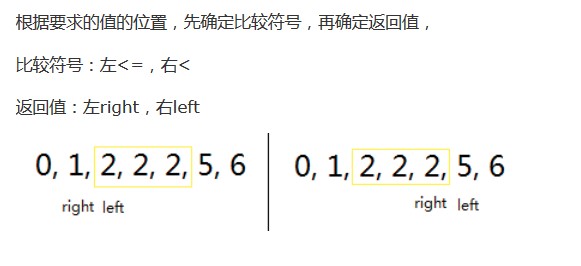 根据要求的值的位置，先确定比较符号，再确定返回值，
比较符号：左<=，右<
返回值：左right，右left
0, 1, 2, 2, 2, 5, 6
right left
0, 1, 2, 2, 2, 5, 6
right left